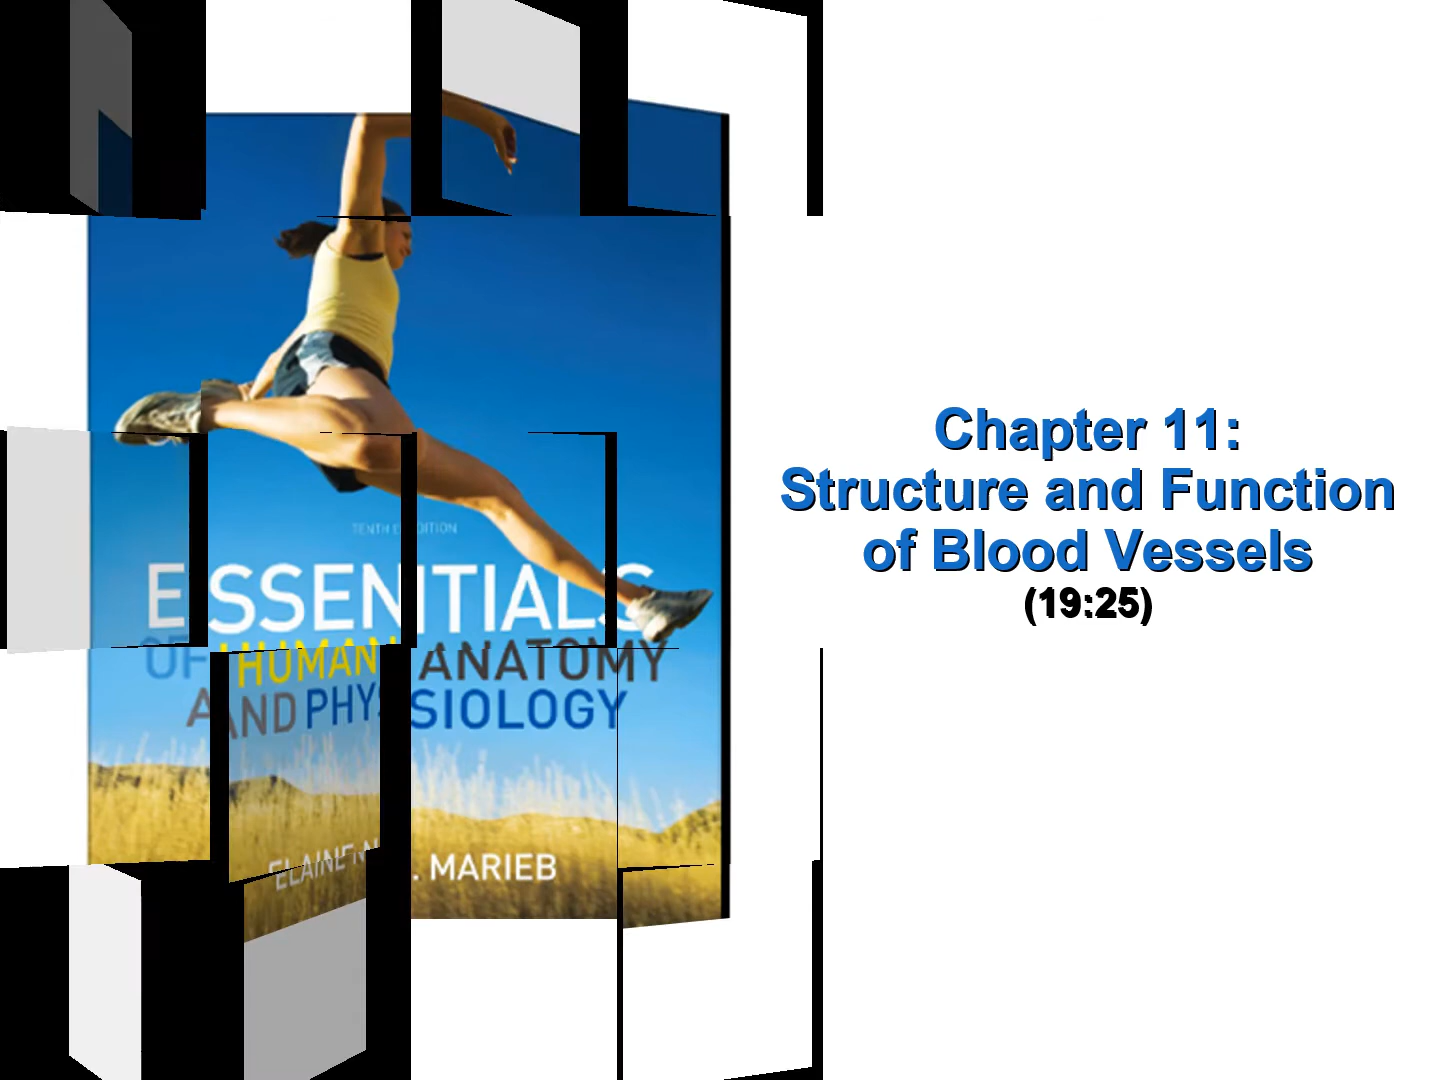 TENTH EDITION
ESSENTIALS
OF HUMAN ANATOMY
AND PHYSIOLOGY
ELAINE N. MARIEB
Chapter 11:
Structure and Function
of Blood Vessels
(19:25)